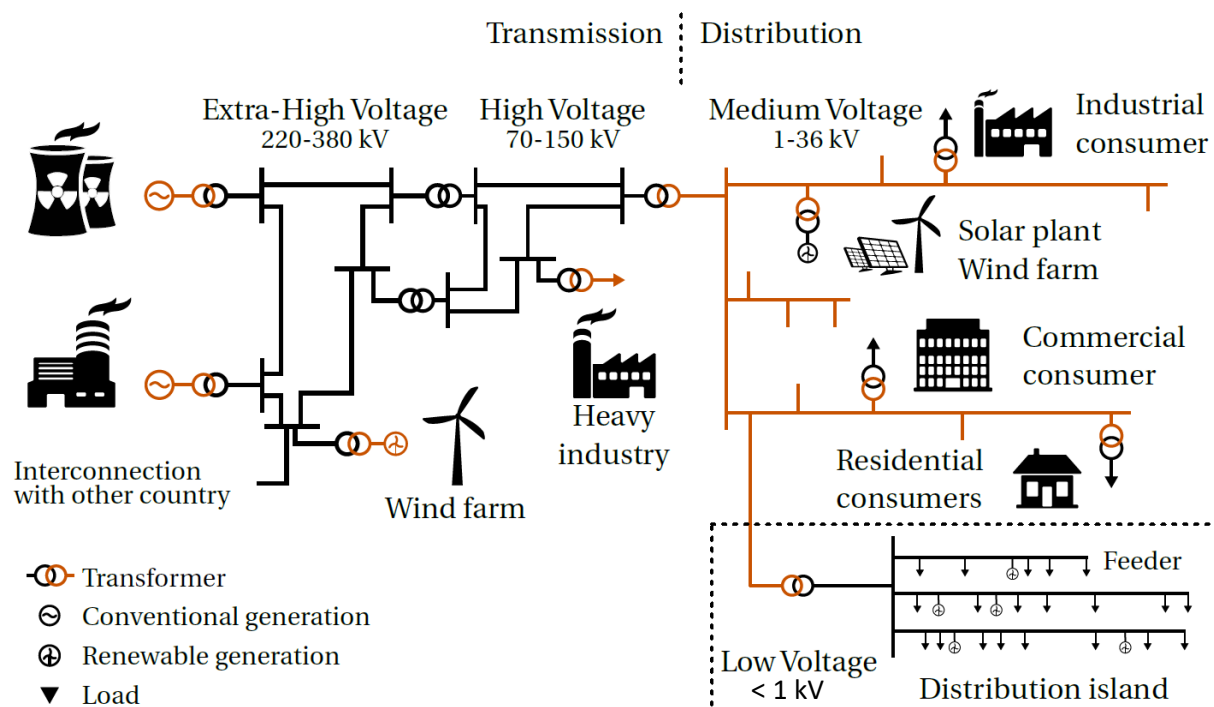 Transmission
Distribution
Extra-High Voltage
220-380 kV
High Voltage
70-150 kV
Medium Voltage
1-36 kV
Industrial
consumer
Solar plant
Wind farm
Commercial
consumer
Heavy
industry
Residential
consumers
Interconnection
with other country
Wind farm
Feeder
Transformer
Conventional generation
Renewable generation
Load
Low Voltage
< 1 kV
Distribution island